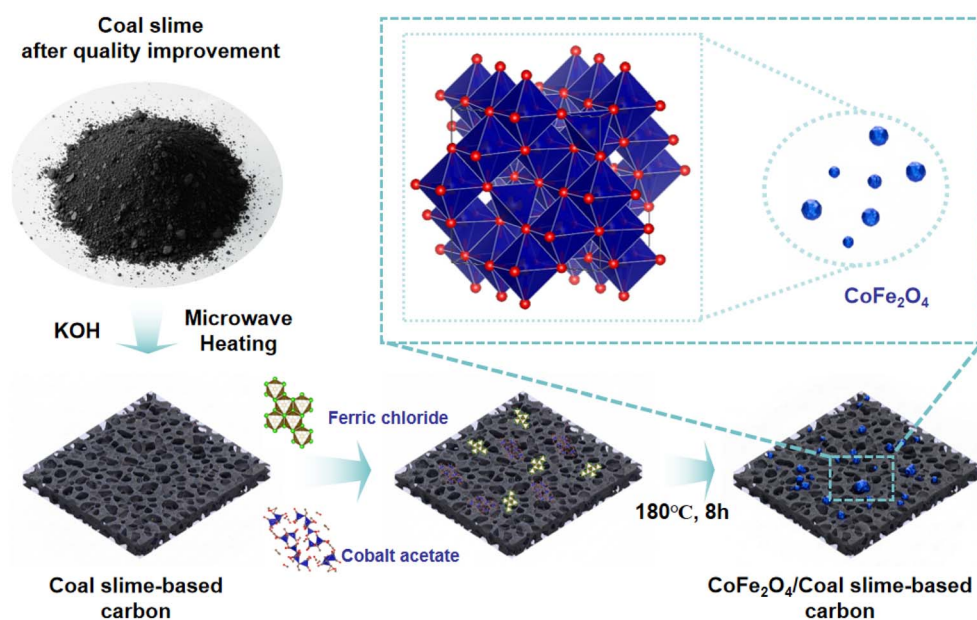 Coal slime
after quality improvement
CoFe₂O₄
KOH
Microwave
Heating
Ferric chloride
Cobalt acetate
180℃, 8h
Coal slime-based
carbon
CoFe₂O₄/Coal slime-based
carbon